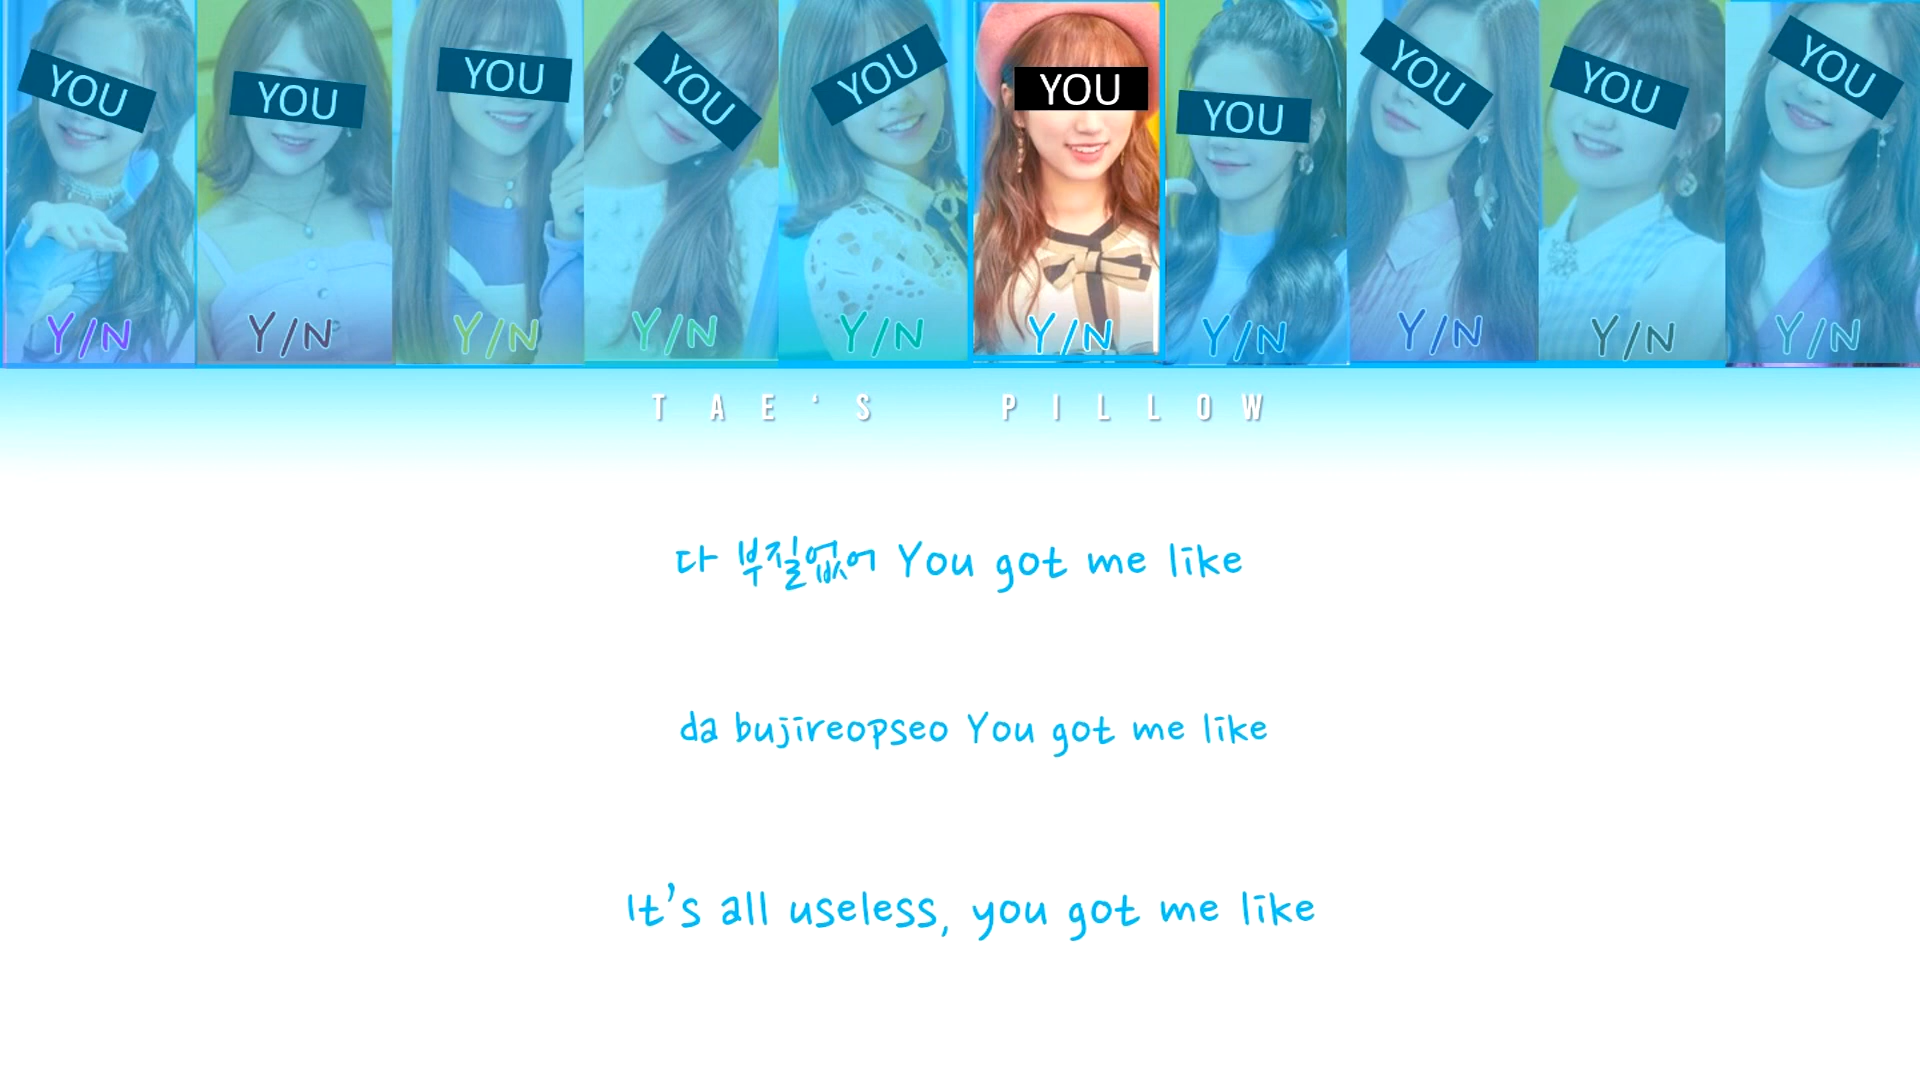 YOU YOU YOU YOU YOU YOU YOU YOU YOU YOU
Y/N Y/N Y/N Y/N Y/N Y/N Y/N Y/N Y/N Y/N
TAE'S PILLOW
다 부질없어 You got me like
da bujireopseo You got me like
It's all useless, you got me like